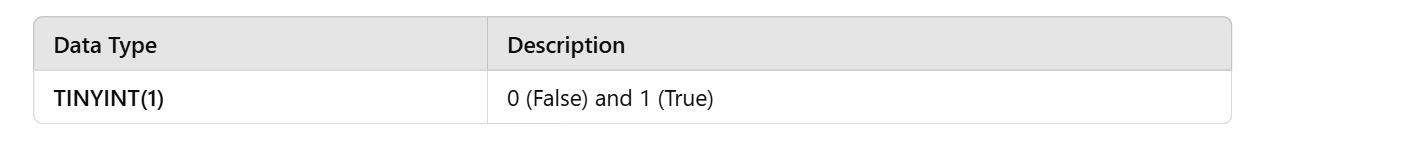 Data Type Description
TINYINT(1) 0 (False) and 1 (True)